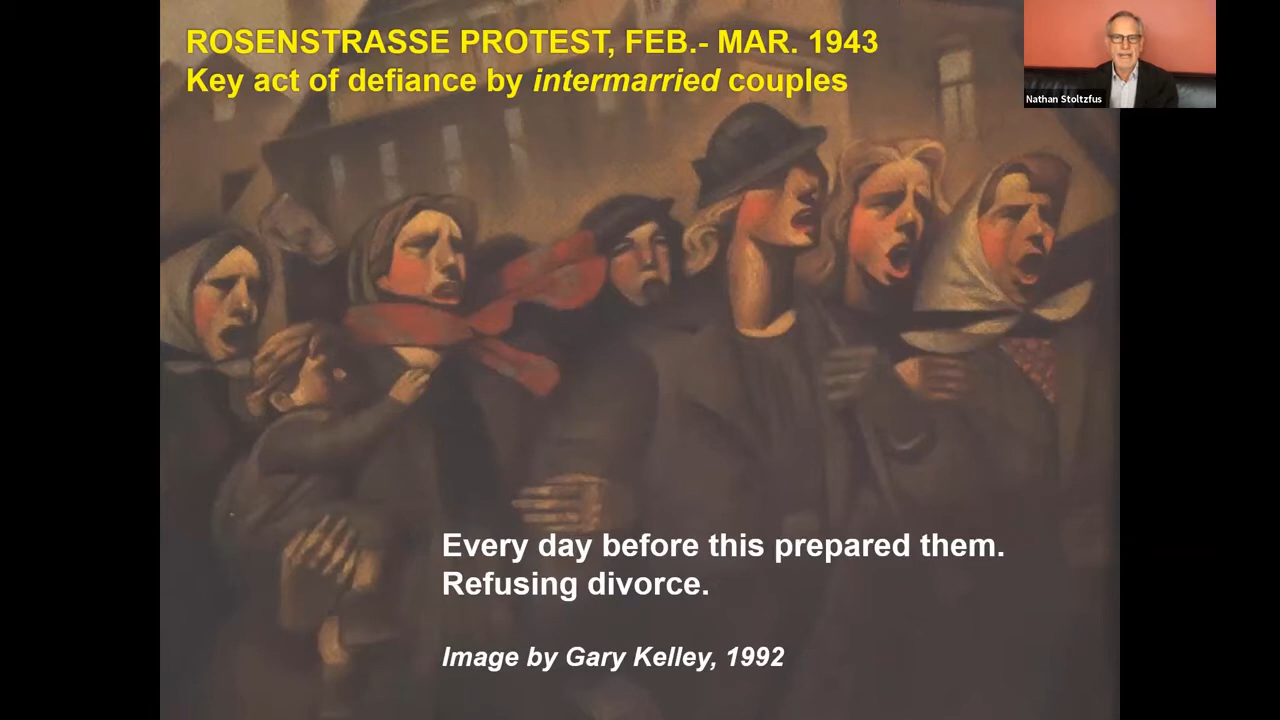 ROSENSTRASSE PROTEST, FEB.- MAR. 1943
Key act of defiance by intermarried couples
Nathan Stoltzfus
Every day before this prepared them.
Refusing divorce.
Image by Gary Kelley, 1992